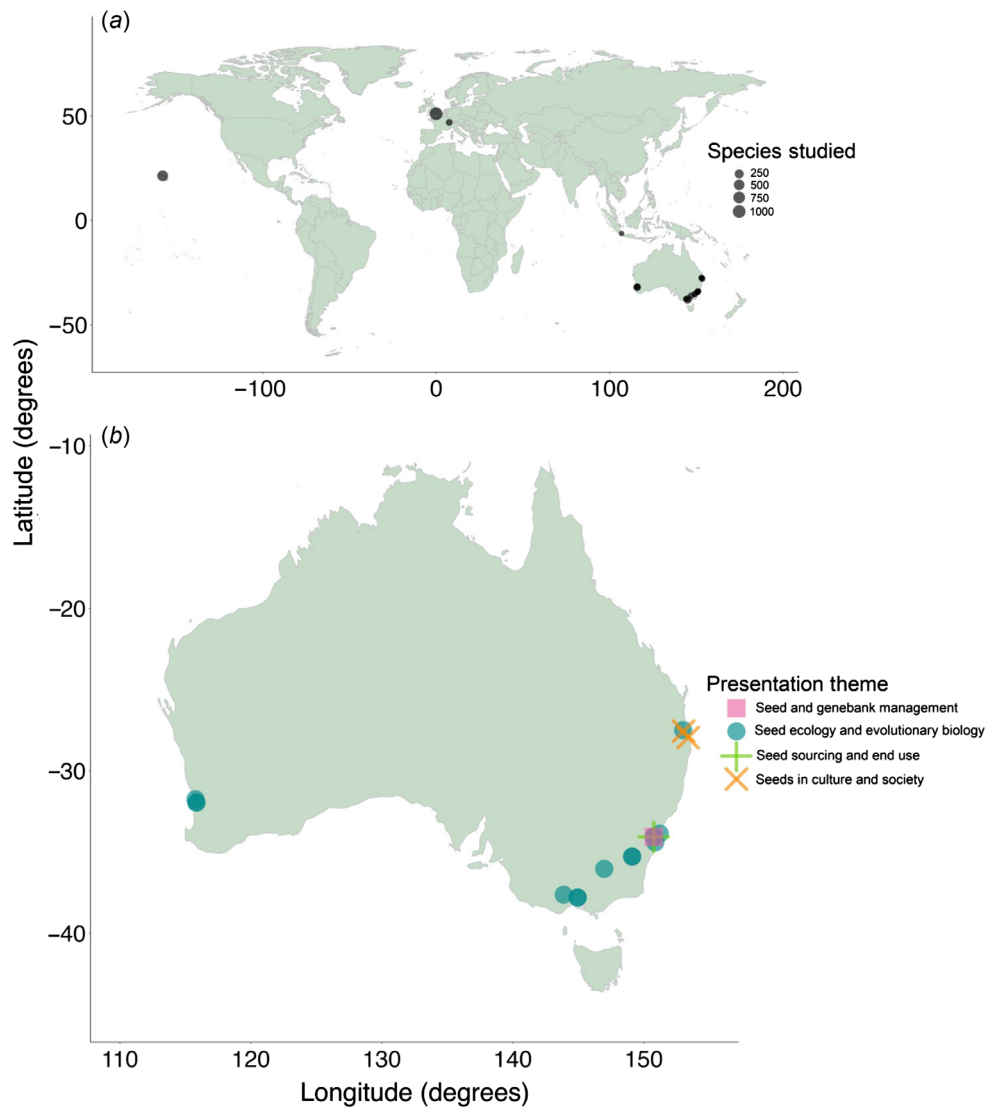 (a)
50
0
−50
−100
0
100
200
Species studied
250
500
750
1000
Latitude (degrees)
(b)
−10
−20
−30
−40
110
120
130
140
150
Longitude (degrees)
Presentation theme
Seed and genebank management
Seed ecology and evolutionary biology
Seed sourcing and end use
Seeds in culture and society